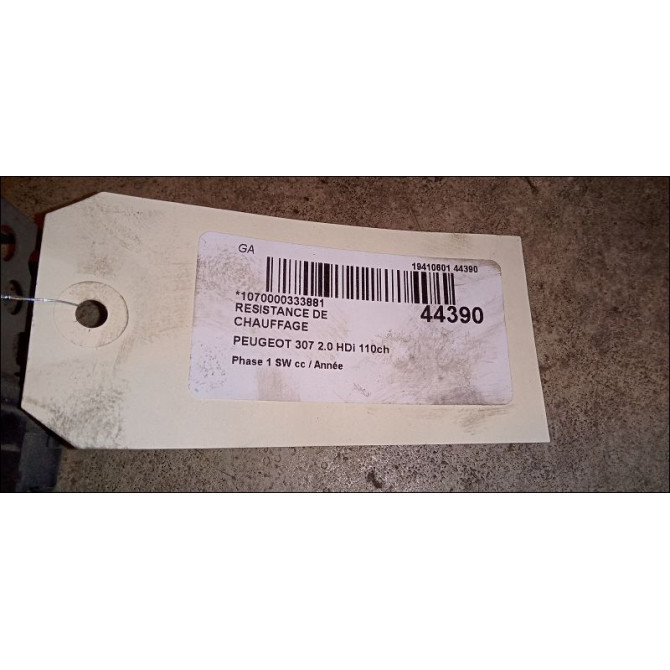 GA
19410601 44390
*1070000333881
44390
RESISTANCE DE
CHAUFFAGE
PEUGEOT 307 2.0 HDi 110ch
Phase 1 SW cc / Année